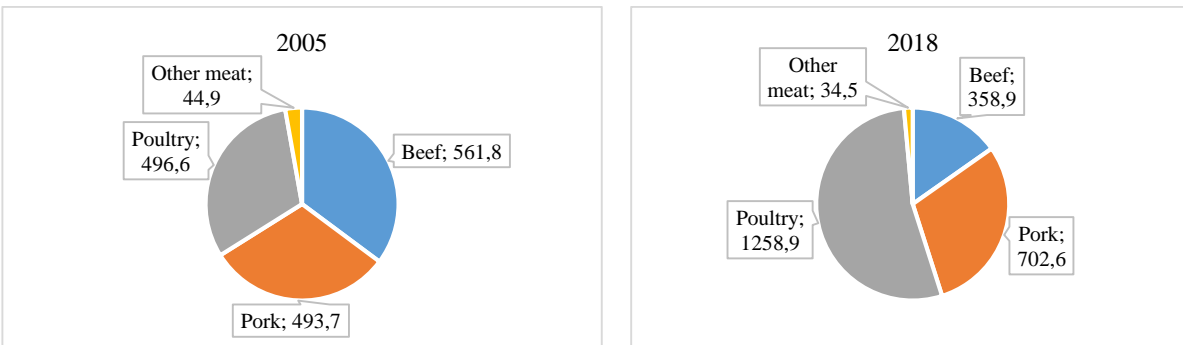 2005
Other meat;
44,9
Poultry;
496,6
Beef; 561,8
Pork; 493,7
2018
Other
meat; 34,5
Beef;
358,9
Poultry;
1258,9
Pork;
702,6